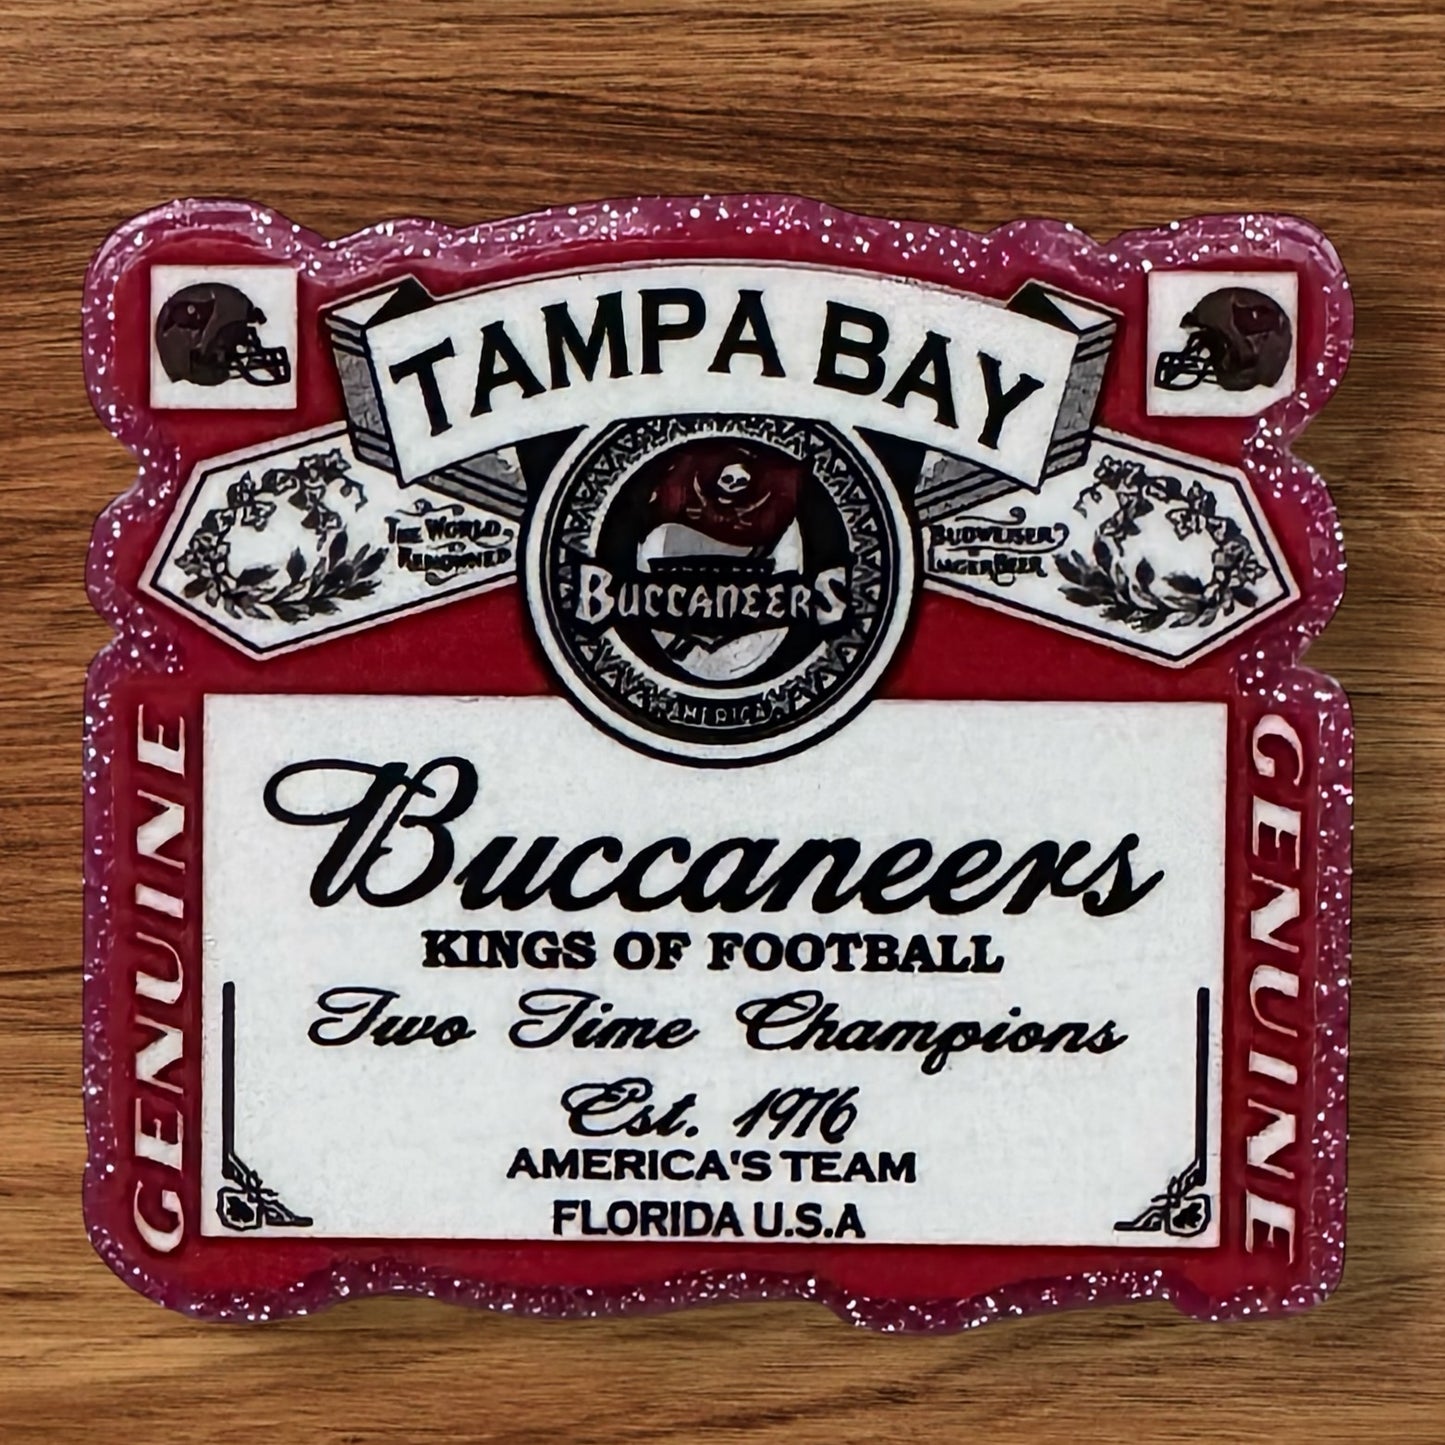 TAMPA BAY
THE WORLD
RENOWNED
BUDWEISER
LAGER BEER
BUCCANEERS
AMERICA
GENUINE
GENUINE
Buccaneers
KINGS OF FOOTBALL
Two Time Champions
Est. 1976
AMERICA'S TEAM
FLORIDA U.S.A